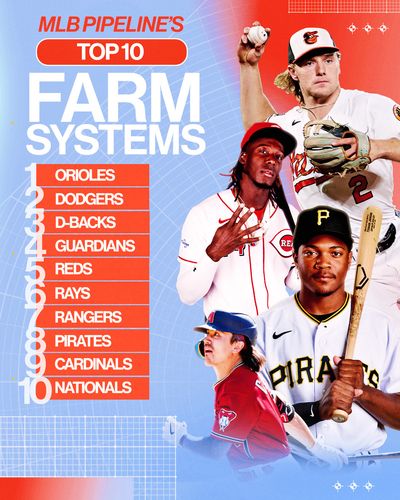 MLB PIPELINE'S
TOP 10
FARM
SYSTEMS
1 ORIOLES
2 DODGERS
3 D-BACKS
4 GUARDIANS
5 REDS
6 RAYS
7 RANGERS
8 PIRATES
9 CARDINALS
10 NATIONALS
2
REDS
P
PIRATES